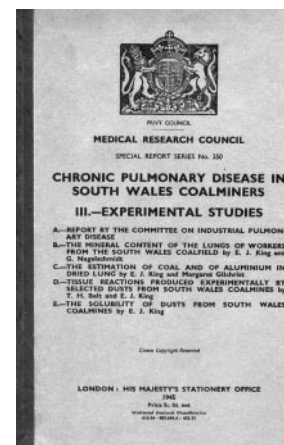 PRIVY COUNCIL
MEDICAL RESEARCH COUNCIL
SPECIAL REPORT SERIES No. 250
CHRONIC PULMONARY DISEASE IN
SOUTH WALES COALMINERS
III.—EXPERIMENTAL STUDIES
A.—REPORT BY THE COMMITTEE ON INDUSTRIAL PULMON-
ARY DISEASE
B.—THE MINERAL CONTENT OF THE LUNGS OF WORKERS
FROM THE SOUTH WALES COALFIELD by E. J. King and
G. Nagelschmidt
C.—THE ESTIMATION OF COAL AND OF ALUMINIUM IN
DRIED LUNG by E. J. King and Margaret Gilchrist
D.—TISSUE REACTIONS PRODUCED EXPERIMENTALLY BY
SELECTED DUSTS FROM SOUTH WALES COALMINES by
T. H. Belt and E. J. King
E.—THE SOLUBILITY OF DUSTS FROM SOUTH WALES
COALMINES by E. J. King
Crown Copyright Reserved
LONDON : HIS MAJESTY'S STATIONERY OFFICE
1945
Price 5s. 0d. net